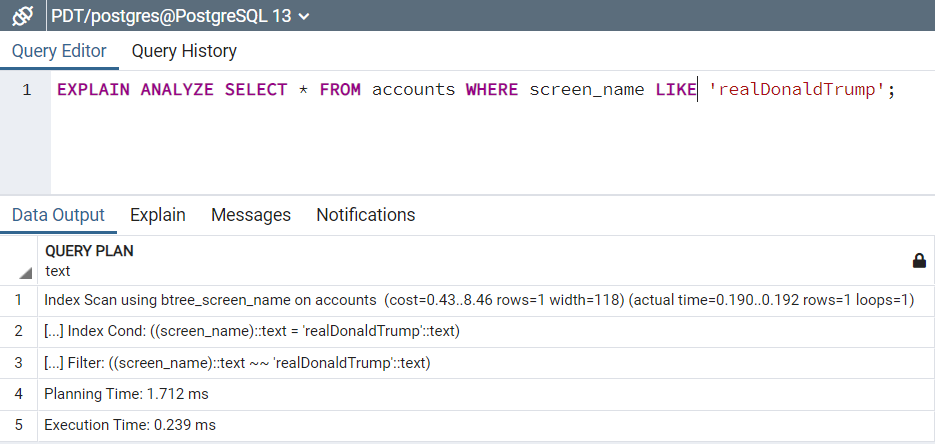 PDT/postgres@PostgreSQL 13
Query Editor Query History
1 EXPLAIN ANALYZE SELECT * FROM accounts WHERE screen_name LIKE 'realDonaldTrump';
Data Output Explain Messages Notifications
QUERY PLAN
text
1 Index Scan using btree_screen_name on accounts (cost=0.43..8.46 rows=1 width=118) (actual time=0.190..0.192 rows=1 loops=1)
2 [...] Index Cond: ((screen_name)::text = 'realDonaldTrump'::text)
3 [...] Filter: ((screen_name)::text ~~ 'realDonaldTrump'::text)
4 Planning Time: 1.712 ms
5 Execution Time: 0.239 ms